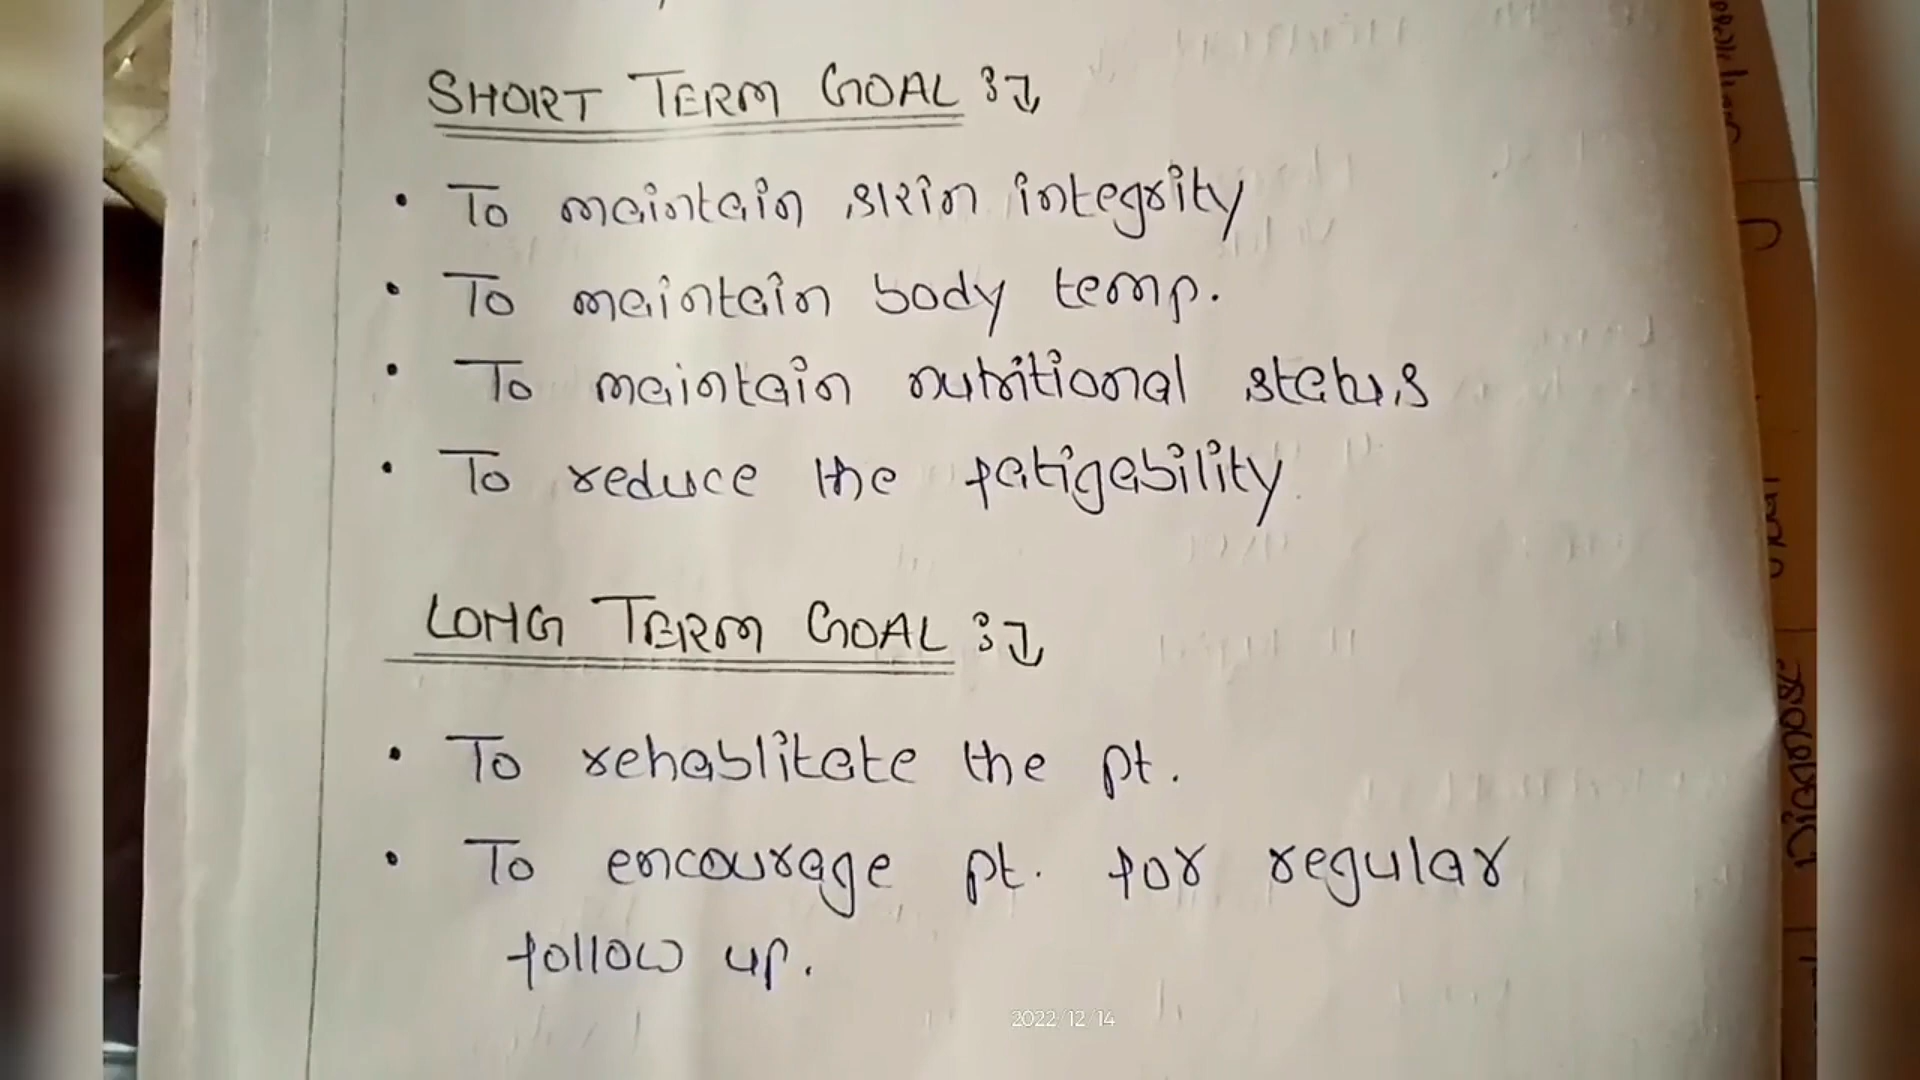 SHORT TERM GOAL :↴
• To maintain skin integrity
• To maintain body temp.
• To maintain nutritional status
• To reduce the fatigability
LONG TERM GOAL :↴
• To rehablitate the pt.
• To encourage pt. for regular
follow up.
2022/12/14